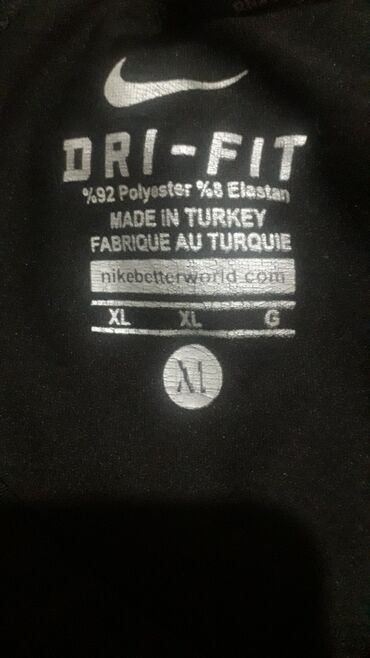 DRI-FIT
%92 Polyester %8 Elastan
MADE IN TURKEY
FABRIQUE AU TURQUIE
nikebetterworld.com
XL XL G
XL